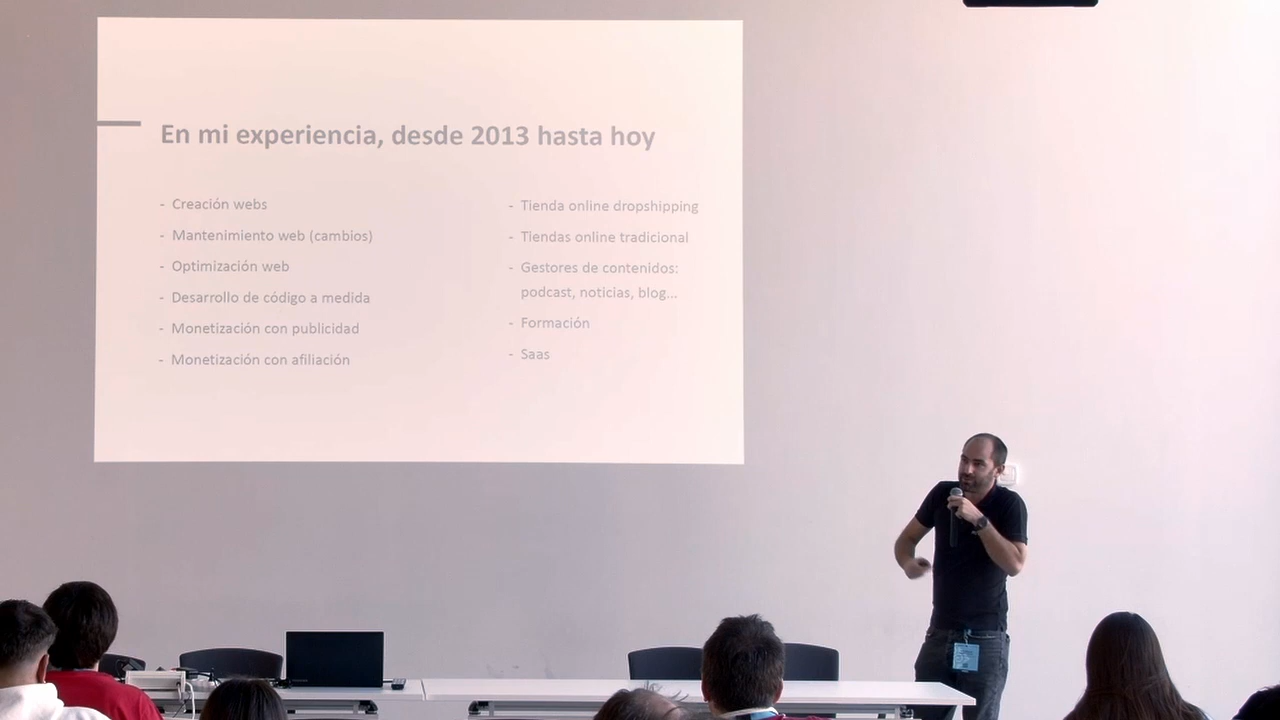 En mi experiencia, desde 2013 hasta hoy
- Creación webs
- Mantenimiento web (cambios)
- Optimización web
- Desarrollo de código a medida
- Monetización con publicidad
- Monetización con afiliación
- Tienda online dropshipping
- Tiendas online tradicional
- Gestores de contenidos:
podcast, noticias, blog...
- Formación
- Saas